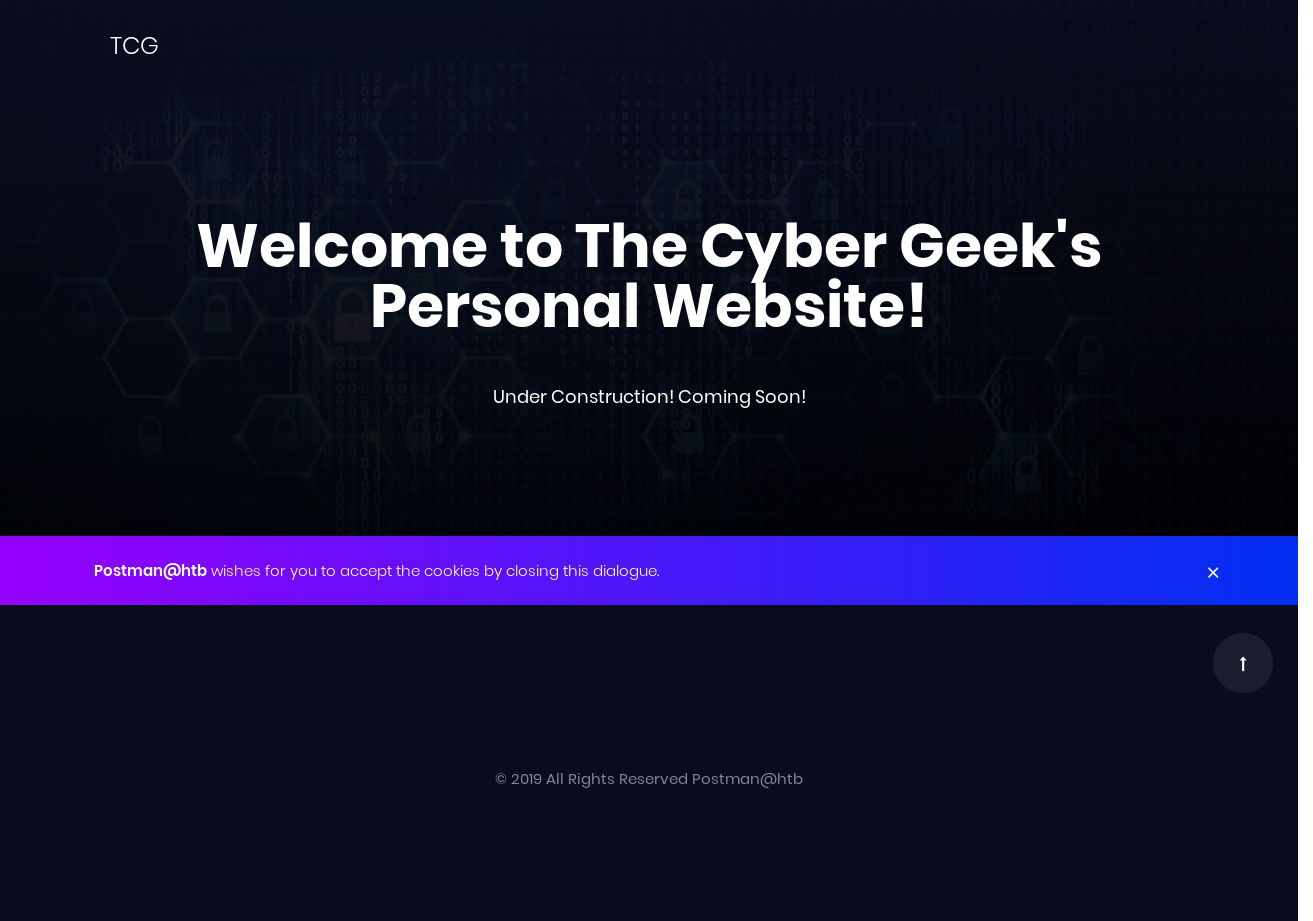 TCG
Welcome to The Cyber Geek's
Personal Website!
Under Construction! Coming Soon!
Postman@htb wishes for you to accept the cookies by closing this dialogue.
© 2019 All Rights Reserved Postman@htb